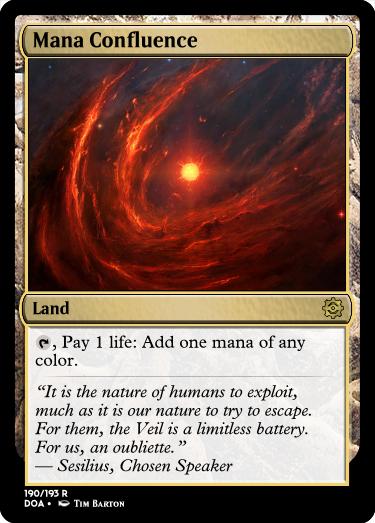 Mana Confluence
Land
, Pay 1 life: Add one mana of any
color.
“It is the nature of humans to exploit,
much as it is our nature to try to escape.
For them, the Veil is a limitless battery.
For us, an oubliette.”
— Sesilius, Chosen Speaker
190/193 R
DOA • Tim Barton